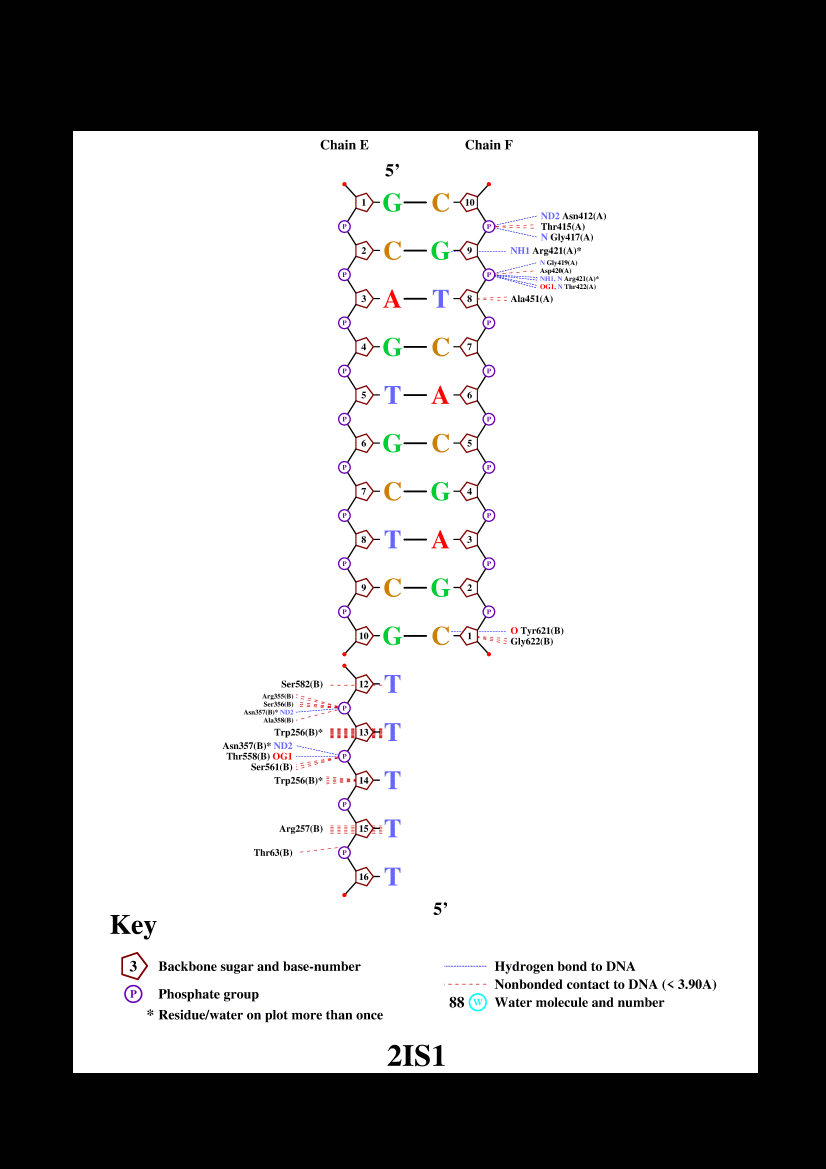 Chain E Chain F
5’
1 G C 10
P P ND2 Asn412(A)
Thr415(A)
N Gly417(A)
2 C G 9 NH1 Arg421(A)*
P P N Gly419(A)
Asp420(A)
NH1, N Arg421(A)*
OG1, N Thr422(A)
3 A T 8 Ala451(A)
P P
4 G C 7
P P
5 T A 6
P P
6 G C 5
P P
7 C G 4
P P
8 T A 3
P P
9 C G 2
P P
10 G C 1 O Tyr621(B)
Gly622(B)
Ser582(B) 12 T
Arg355(B)
Ser356(B) P
Asn357(B)* ND2
Ala358(B)
Trp256(B)* 13 T
Asn357(B)* ND2
Thr558(B) OG1 P
Ser561(B)
Trp256(B)* 14 T
P
Arg257(B) 15 T
Thr63(B) P
16 T
5’
Key
3 Backbone sugar and base-number
P Phosphate group
* Residue/water on plot more than once
Hydrogen bond to DNA
Nonbonded contact to DNA (< 3.90A)
88 W Water molecule and number
2IS1